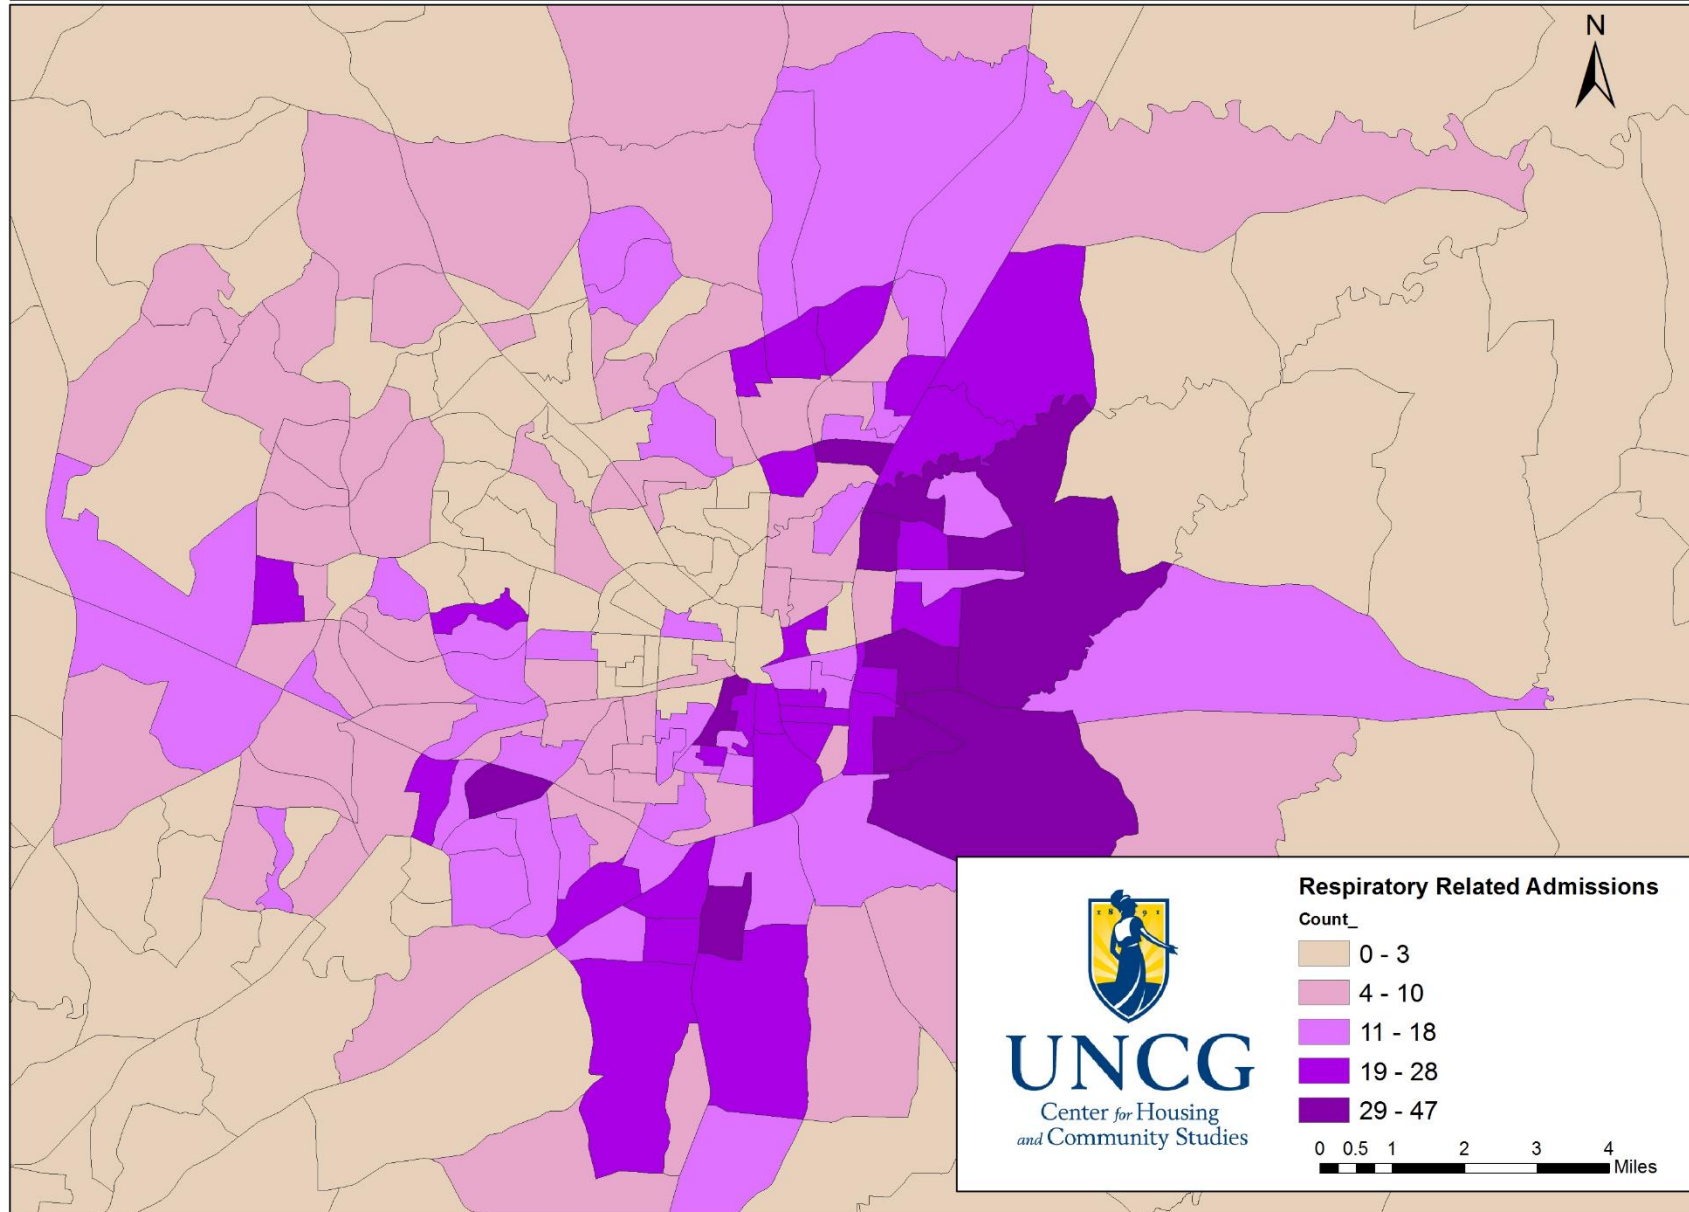 N
Respiratory Related Admissions
Count_
0 - 3
4 - 10
11 - 18
19 - 28
29 - 47
UNCG
Center for Housing
and Community Studies
0 0.5 1 2 3 4
Miles